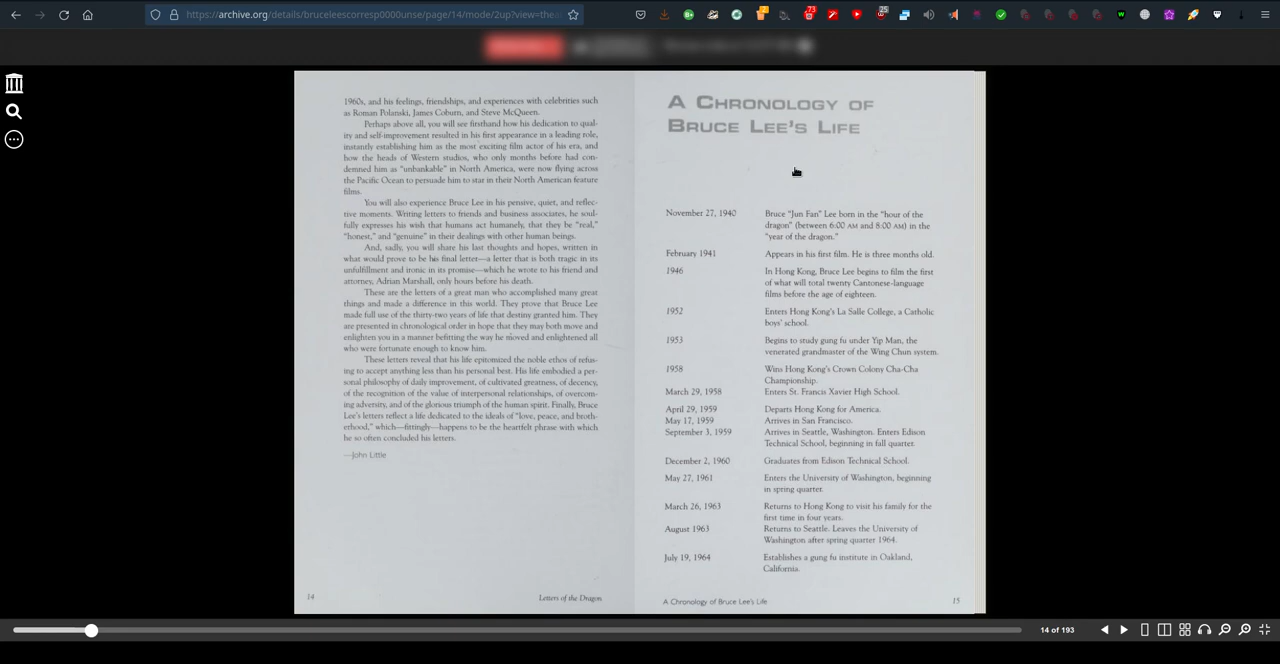 https://archive.org/details/bruceleescorresp0000unse/page/14/mode/2up?view=thea
1960s, and his feelings, friendships, and experiences with celebrities such
as Roman Polanski, James Coburn, and Steve McQueen.
Perhaps above all, you will see firsthand how his dedication to qual-
ity and self-improvement resulted in his first appearance in a leading role,
instantly establishing him as the most exciting film actor of his era, and
how the heads of Western studios, who only months before had con-
demned him as "unbankable" in North America, were now flying across
the Pacific Ocean to persuade him to star in their North American feature
films.
You will also experience Bruce Lee in his pensive, quiet, and reflec-
tive moments. Writing letters to friends and business associates, he soul-
fully expresses his wish that humans act humanely, that they be "real,"
"honest," and "genuine" in their dealings with other human beings.
And, sadly, you will share his last thoughts and hopes, written in
what would prove to be his final letter—a letter that is both tragic in its
unfulfillment and ironic in its promise—which he wrote to his friend and
attorney, Adrian Marshall, only hours before his death.
These are the letters of a great man who accomplished many great
things and made a difference in this world. They prove that Bruce Lee
made full use of the thirty-two years of life that destiny granted him. They
are presented in chronological order in hope that they may both move and
enlighten you in a manner befitting the way he moved and enlightened all
who were fortunate enough to know him.
These letters reveal that his life epitomized the noble ethos of refus-
ing to accept anything less than his personal best. His life embodied a per-
sonal philosophy of daily improvement, of cultivated greatness, of decency,
of the recognition of the value of interpersonal relationships, of overcom-
ing adversity, and of the glorious triumph of the human spirit. Finally, Bruce
Lee's letters reflect a life dedicated to the ideals of "love, peace, and broth-
erhood," which—fittingly—happens to be the heartfelt phrase with which
he so often concluded his letters.
—John Little
14 Letters of the Dragon
A CHRONOLOGY OF
BRUCE LEE'S LIFE
November 27, 1940 Bruce "Jun Fan" Lee born in the "hour of the
dragon" (between 6:00 AM and 8:00 AM) in the
"year of the dragon."
February 1941 Appears in his first film. He is three months old.
1946 In Hong Kong, Bruce Lee begins to film the first
of what will total twenty Cantonese-language
films before the age of eighteen.
1952 Enters Hong Kong's La Salle College, a Catholic
boys' school.
1953 Begins to study gung fu under Yip Man, the
venerated grandmaster of the Wing Chun system.
1958 Wins Hong Kong's Crown Colony Cha-Cha
Championship.
March 29, 1958 Enters St. Francis Xavier High School.
April 29, 1959 Departs Hong Kong for America.
May 17, 1959 Arrives in San Francisco.
September 3, 1959 Arrives in Seattle, Washington. Enters Edison
Technical School, beginning in fall quarter.
December 2, 1960 Graduates from Edison Technical School.
May 27, 1961 Enters the University of Washington, beginning
in spring quarter.
March 26, 1963 Returns to Hong Kong to visit his family for the
first time in four years.
August 1963 Returns to Seattle. Leaves the University of
Washington after spring quarter 1964.
July 19, 1964 Establishes a gung fu institute in Oakland,
California.
A Chronology of Bruce Lee's Life 15
14 of 193